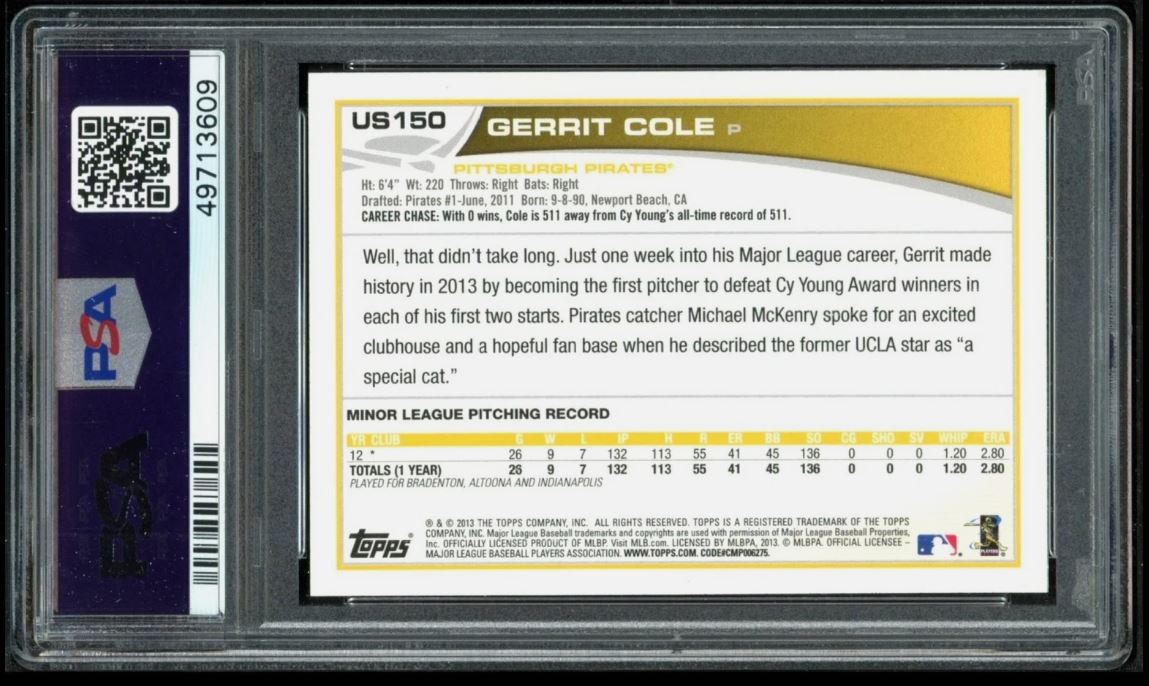 49713609
PSA
PSA
US150
GERRIT COLE P
PITTSBURGH PIRATES®
Ht: 6'4" Wt: 220 Throws: Right Bats: Right
Drafted: Pirates #1-June, 2011 Born: 9-8-90, Newport Beach, CA
CAREER CHASE: With 0 wins, Cole is 511 away from Cy Young's all-time record of 511.
Well, that didn't take long. Just one week into his Major League career, Gerrit made
history in 2013 by becoming the first pitcher to defeat Cy Young Award winners in
each of his first two starts. Pirates catcher Michael McKenry spoke for an excited
clubhouse and a hopeful fan base when he described the former UCLA star as “a
special cat.”
MINOR LEAGUE PITCHING RECORD
YR CLUB G W L IP H R ER BB SO CG SHO SV WHIP ERA
12 * 26 9 7 132 113 55 41 45 136 0 0 0 1.20 2.80
TOTALS (1 YEAR) 26 9 7 132 113 55 41 45 136 0 0 0 1.20 2.80
PLAYED FOR BRADENTON, ALTOONA AND INDIANAPOLIS
Topps®
® & © 2013 THE TOPPS COMPANY, INC. ALL RIGHTS RESERVED. TOPPS IS A REGISTERED TRADEMARK OF THE TOPPS
COMPANY, INC. Major League Baseball trademarks and copyrights are used with permission of Major League Baseball Properties,
Inc. OFFICIALLY LICENSED PRODUCT OF MLBP. Visit MLB.com. LICENSED BY MLBPA, 2013. © MLBPA. OFFICIAL LICENSEE –
MAJOR LEAGUE BASEBALL PLAYERS ASSOCIATION. WWW.TOPPS.COM. CODE#CMP006275.
PLAYERS